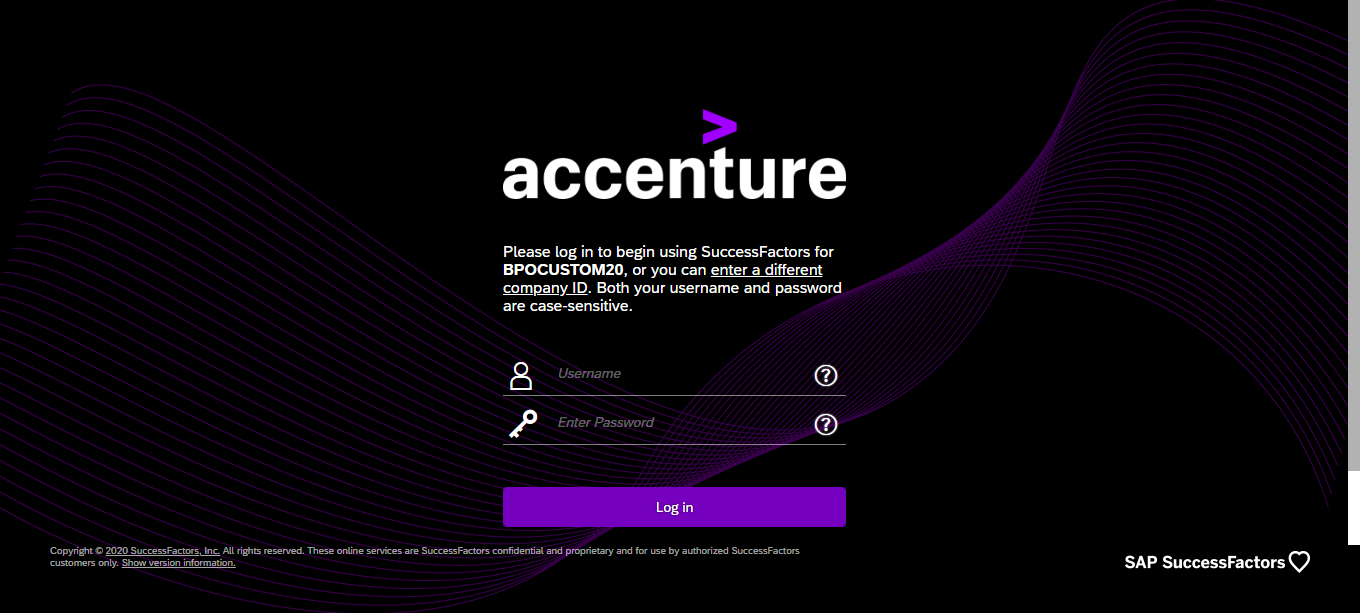 >
accenture
Please log in to begin using SuccessFactors for
BPOCUSTOM20, or you can enter a different
company ID. Both your username and password
are case-sensitive.
Username
?
Enter Password
?
Log in
Copyright © 2020 SuccessFactors, Inc. All rights reserved. These online services are SuccessFactors confidential and proprietary and for use by authorized SuccessFactors
customers only. Show version information.
SAP SuccessFactors